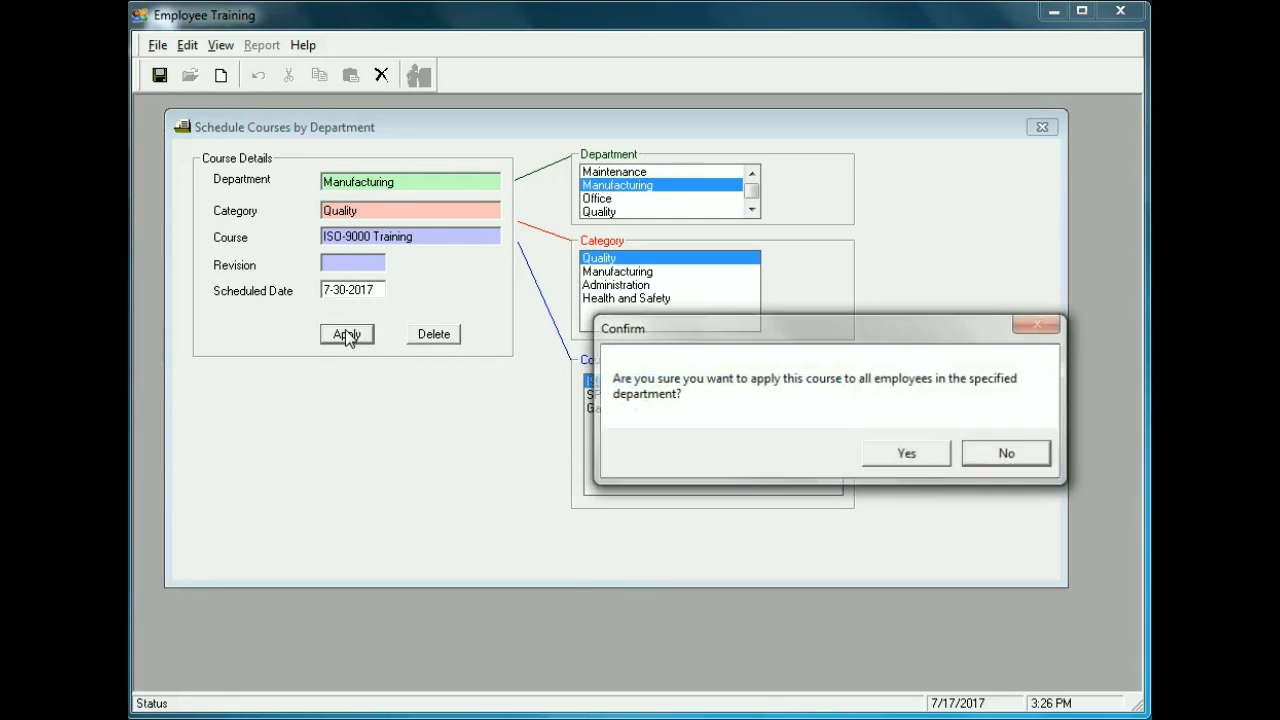 Employee Training
File Edit View Report Help
Schedule Courses by Department
Course Details
Department Manufacturing
Category Quality
Course ISO-9000 Training
Revision
Scheduled Date 7-30-2017
Apply Delete
Department
Maintenance
Manufacturing
Office
Quality
Category
Quality
Manufacturing
Administration
Health and Safety
Confirm
Are you sure you want to apply this course to all employees in the specified
department?
Yes No
Status 7/17/2017 3:26 PM